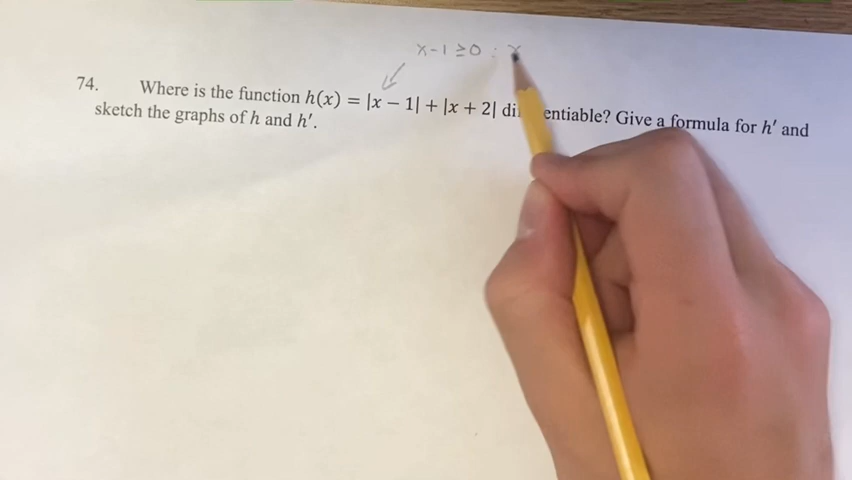 x-1≥0 : x
74. Where is the function h(x) = |x − 1| + |x + 2| di entiable? Give a formula for h′ and
sketch the graphs of h and h′.